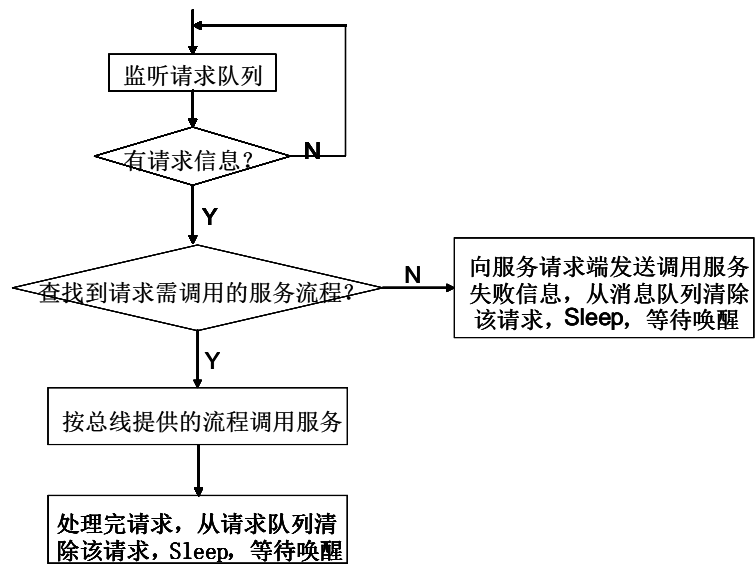 监听请求队列
有请求信息？
N
Y
查找到请求需调用的服务流程？
N
向服务请求端发送调用服务
失败信息，从消息队列清除
该请求，Sleep，等待唤醒
Y
按总线提供的流程调用服务
处理完请求，从请求队列清
除该请求，Sleep，等待唤醒